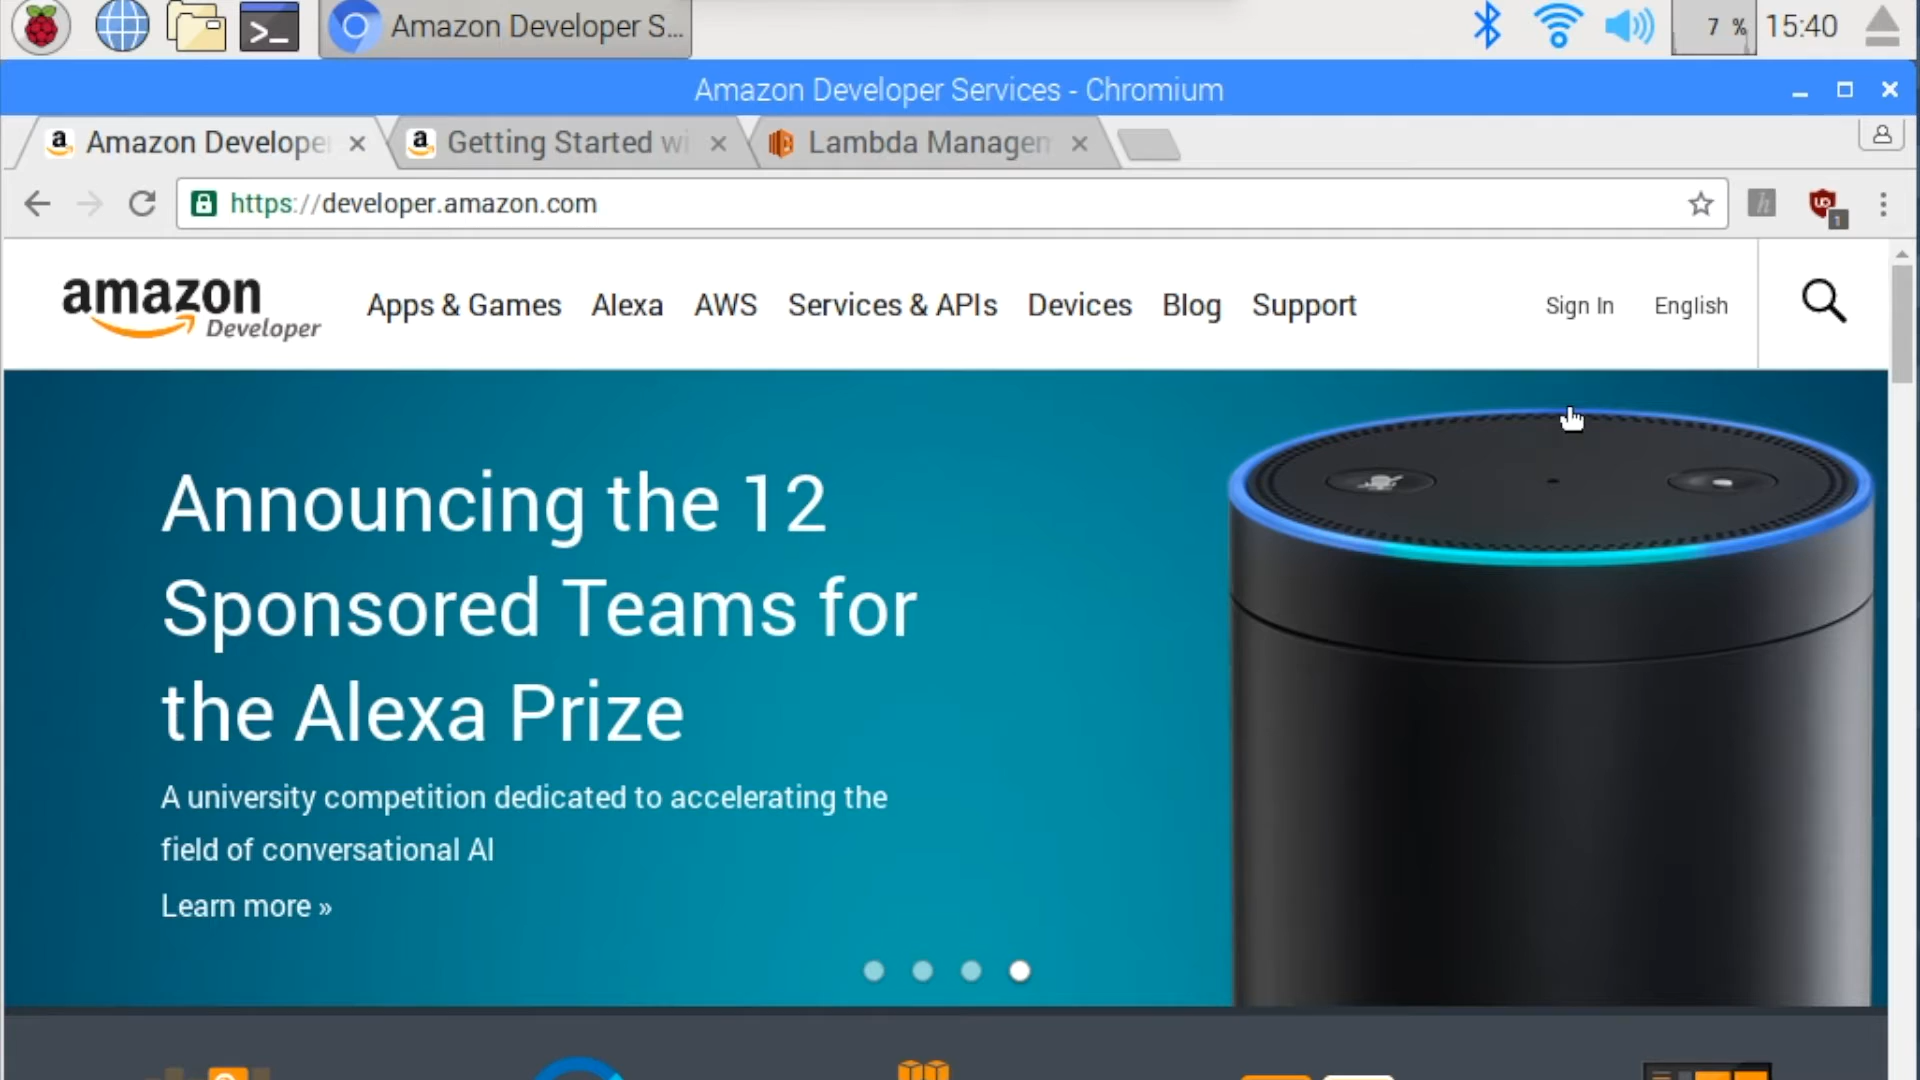 Amazon Developer S...
7 %
15:40
Amazon Developer Services - Chromium
Amazon Develope
Getting Started wi
Lambda Managem
https://developer.amazon.com
1
amazon
Developer
Apps & Games
Alexa
AWS
Services & APIs
Devices
Blog
Support
Sign In
English
Announcing the 12
Sponsored Teams for
the Alexa Prize
A university competition dedicated to accelerating the
field of conversational AI
Learn more »